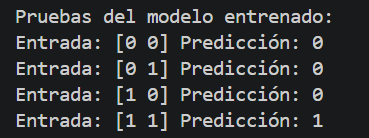 Pruebas del modelo entrenado:
Entrada: [0 0] Predicción: 0
Entrada: [0 1] Predicción: 0
Entrada: [1 0] Predicción: 0
Entrada: [1 1] Predicción: 1